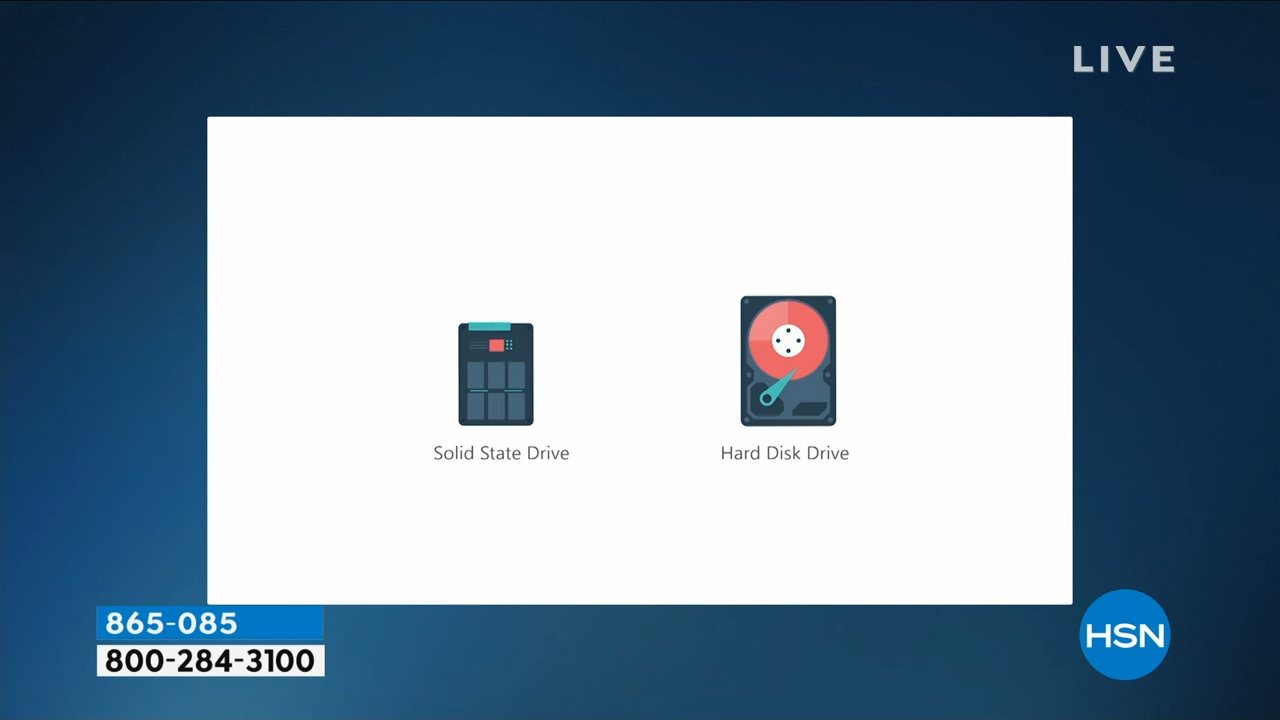 LIVE
Solid State Drive
Hard Disk Drive
865-085
800-284-3100
HSN